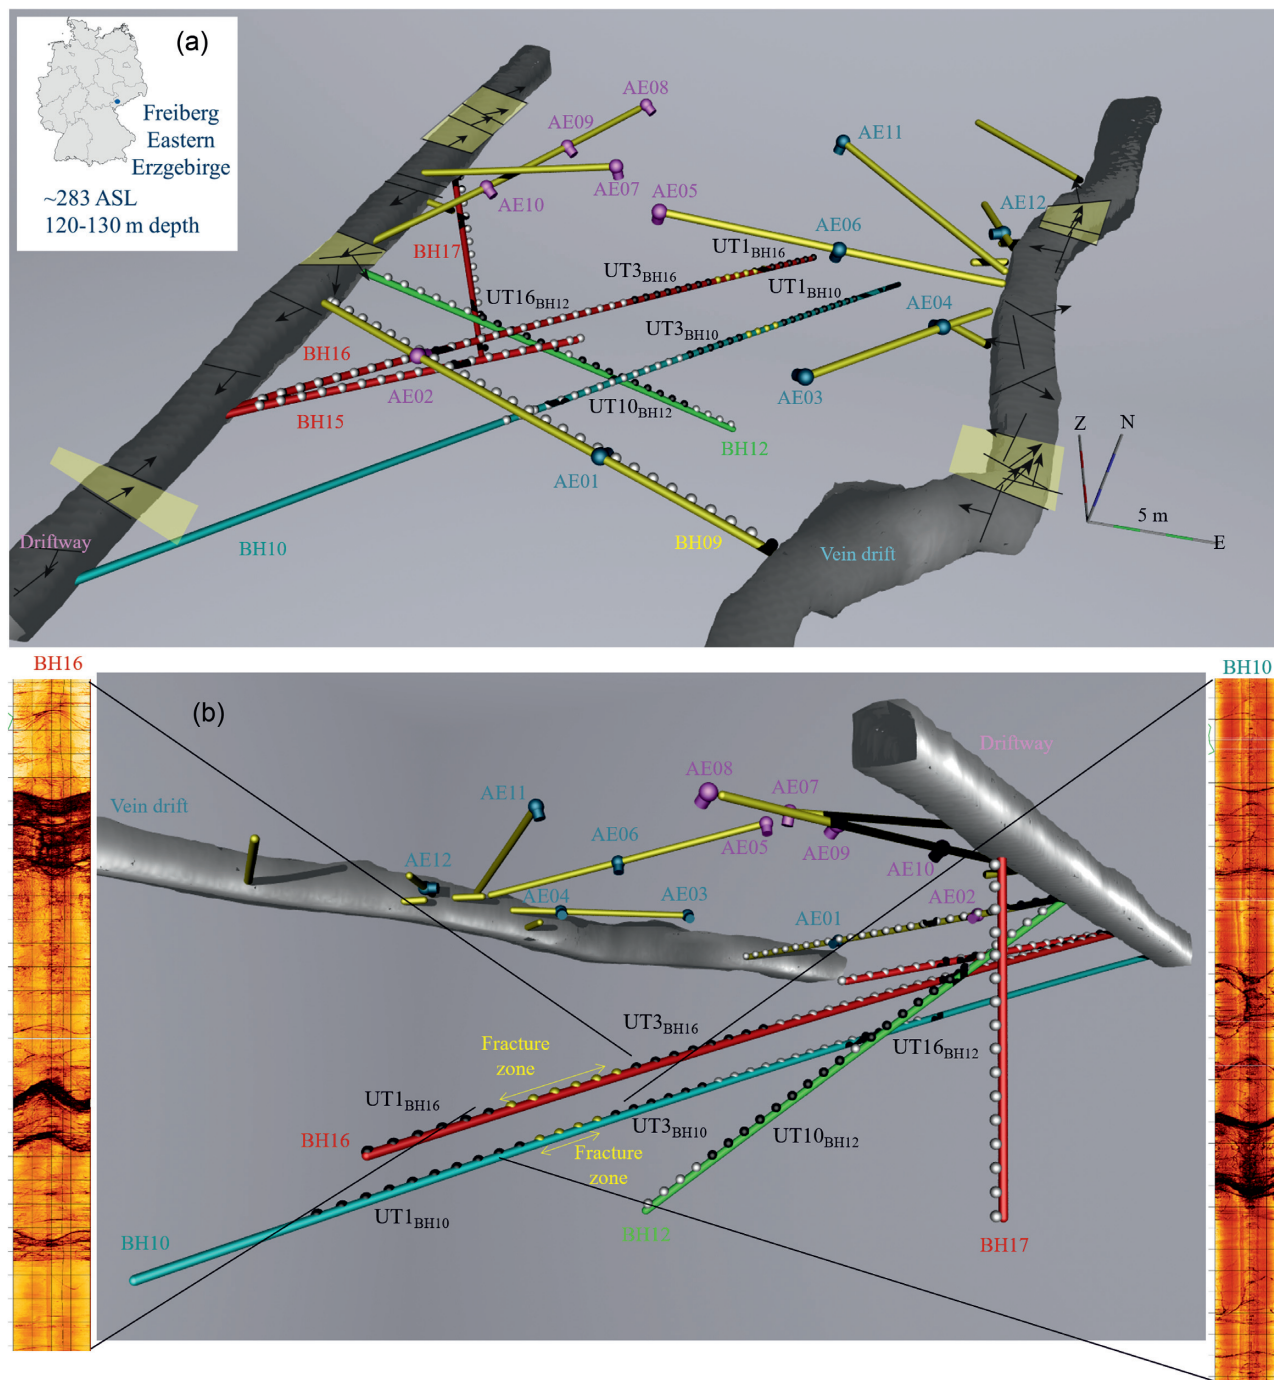 (a)
Freiberg
Eastern
Erzgebirge
~283 ASL
120-130 m depth
AE08
AE09
AE11
AE07
AE05
AE10
AE12
AE06
UT1BH16
BH17
UT3BH16
UT1BH10
UT16BH12
AE04
UT3BH10
BH16
AE02
AE03
BH15
UT10BH12
Z
N
BH12
AE01
5 m
Driftway
BH10
BH09
E
Vein drift
BH16
BH10
(b)
Driftway
AE08
AE07
AE11
Vein drift
AE06
AE05
AE09
AE12
AE10
AE04
AE03
AE02
AE01
UT3BH16
Fracture
zone
UT16BH12
UT1BH16
UT3BH10
BH16
UT10BH12
Fracture
zone
UT1BH10
BH12
BH10
BH17